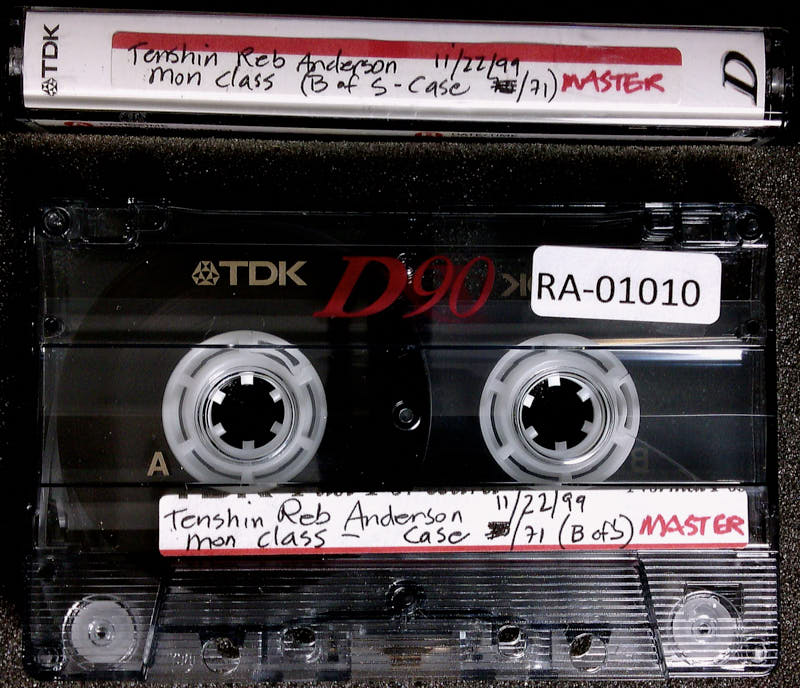 TDK
Tenshin Reb Anderson 11/22/99
Mon class (B of S - Case /71) MASTER
D
TDK D90
RA-01010
A
B
Tenshin Reb Anderson 11/22/99
Mon class - Case /71 (B of S) MASTER